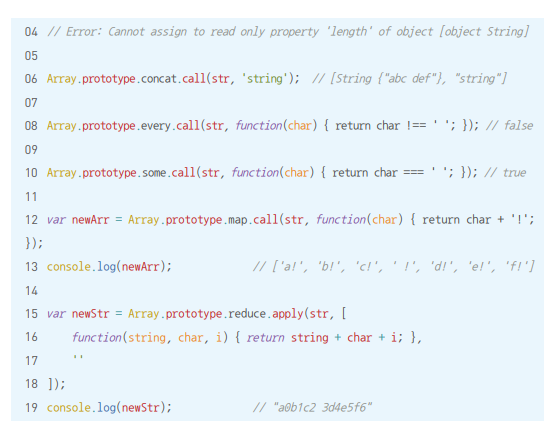 04 // Error: Cannot assign to read only property 'length' of object [object String]
05
06 Array.prototype.concat.call(str, 'string');  // [String {"abc def"}, "string"]
07
08 Array.prototype.every.call(str, function(char) { return char !== ' '; }); // false
09
10 Array.prototype.some.call(str, function(char) { return char === ' '; }); // true
11
12 var newArr = Array.prototype.map.call(str, function(char) { return char + '!';
});
13 console.log(newArr);            // ['a!', 'b!', 'c!', ' !', 'd!', 'e!', 'f!']
14
15 var newStr = Array.prototype.reduce.apply(str, [
16     function(string, char, i) { return string + char + i; },
17     ''
18 ]);
19 console.log(newStr);            // "a0b1c2 3d4e5f6"